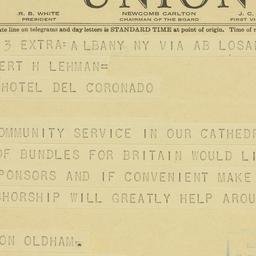 UNION
R. B. WHITE NEWCOMB CARLTON J. C.
PRESIDENT CHAIRMAN OF THE BOARD FIRST V
ate line on telegrams and day letters is STANDARD TIME at point of origin. Time of
3 EXTRA= ALBANY NY VIA AB LOSAN
ERT H LEHMAN=
HOTEL DEL CORONADO
OMMUNITY SERVICE IN OUR CATHEDR
OF BUNDLES FOR BRITAIN WOULD LI
PONSORS AND IF CONVENIENT MAKE
SHORSHIP WILL GREATLY HELP AROU
ON OLDHAM.